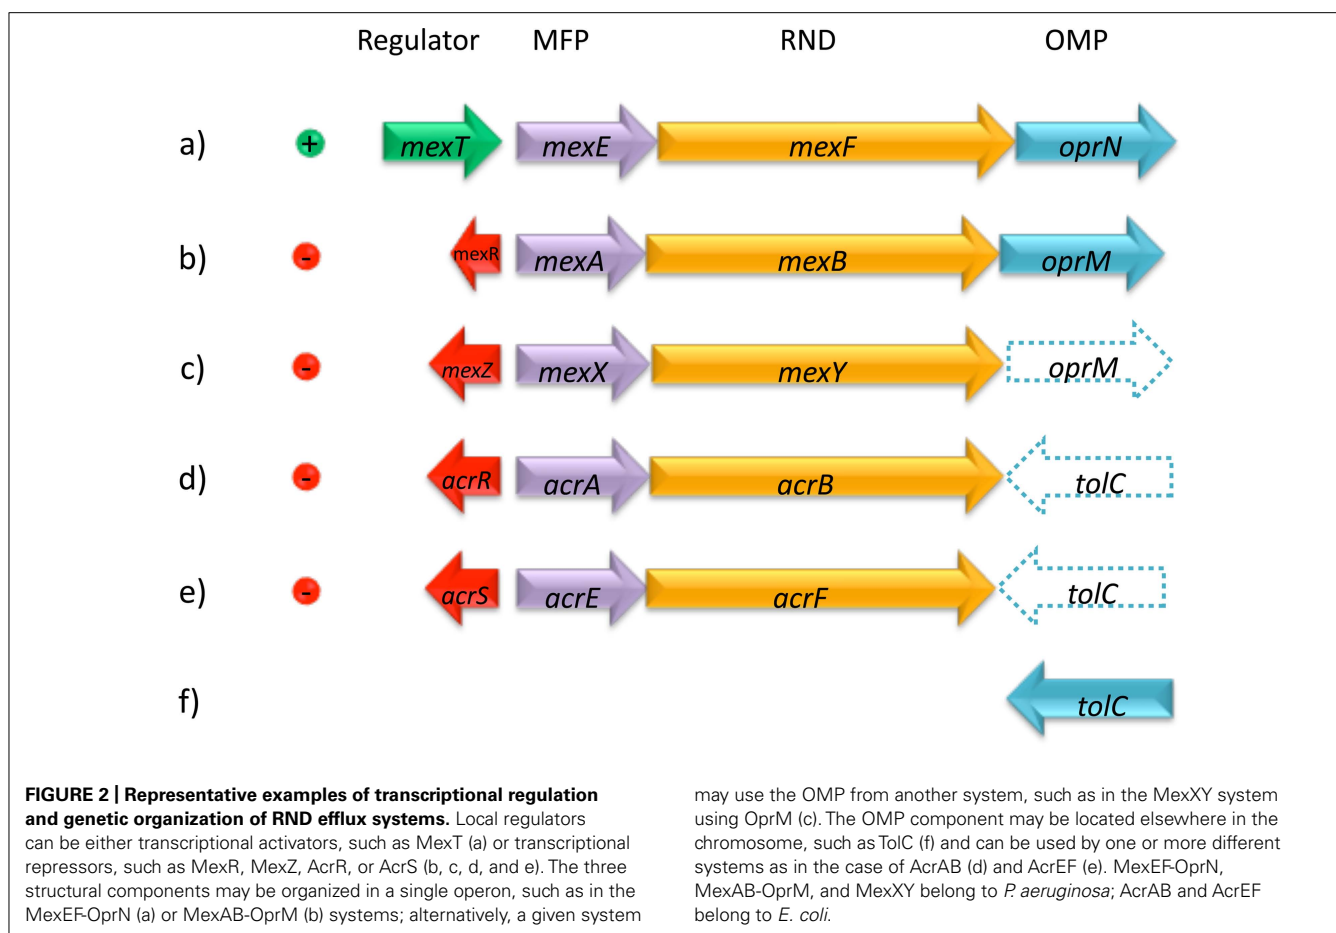 Regulator MFP RND OMP
a) + mexT mexE mexF oprN
b) - mexR mexA mexB oprM
c) - mexZ mexX mexY oprM
d) - acrR acrA acrB tolC
e) - acrS acrE acrF tolC
f) tolC
FIGURE 2 | Representative examples of transcriptional regulation
and genetic organization of RND efflux systems. Local regulators
can be either transcriptional activators, such as MexT (a) or transcriptional
repressors, such as MexR, MexZ, AcrR, or AcrS (b, c, d, and e). The three
structural components may be organized in a single operon, such as in the
MexEF-OprN (a) or MexAB-OprM (b) systems; alternatively, a given system
may use the OMP from another system, such as in the MexXY system
using OprM (c). The OMP component may be located elsewhere in the
chromosome, such as TolC (f) and can be used by one or more different
systems as in the case of AcrAB (d) and AcrEF (e). MexEF-OprN,
MexAB-OprM, and MexXY belong to P. aeruginosa; AcrAB and AcrEF
belong to E. coli.